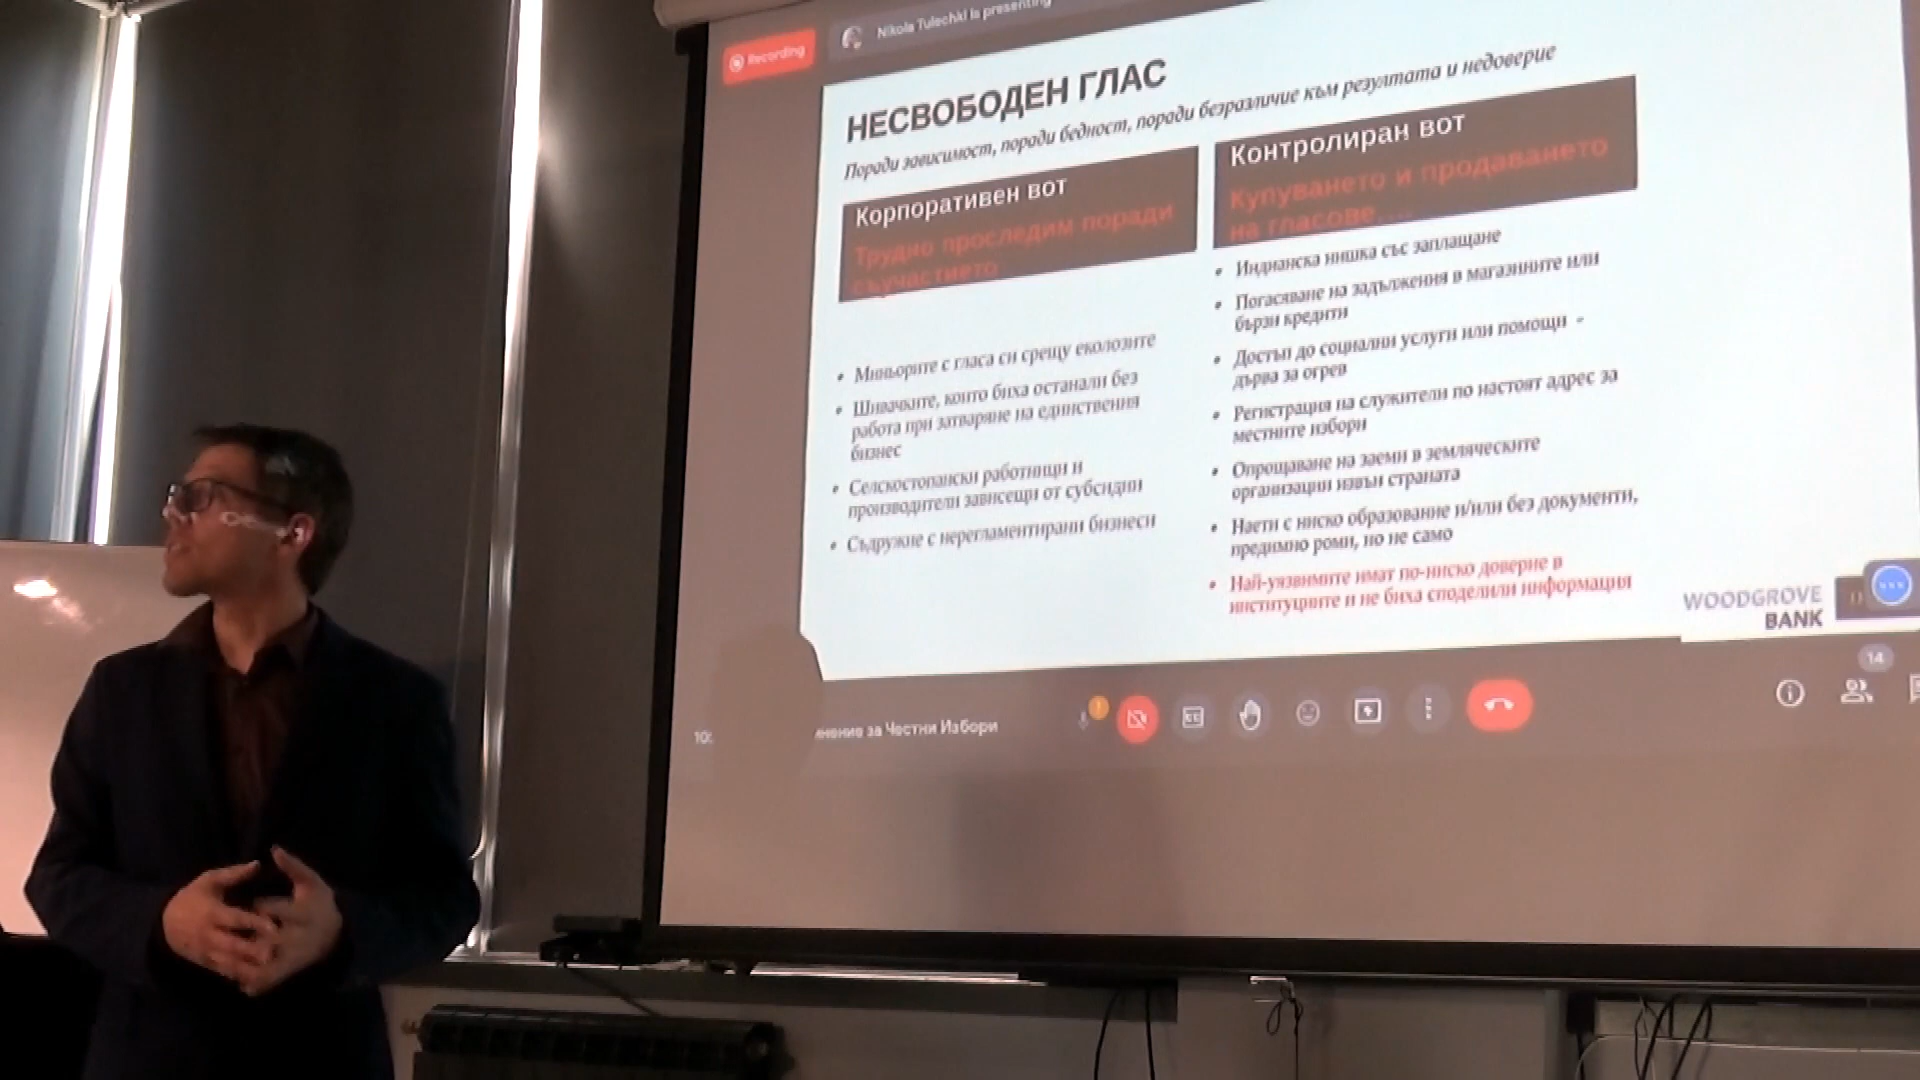 Recording
Nikola Tulechki is presenting
НЕСВОБОДЕН ГЛАС
Поради зависимост, поради бедност, поради безразличие към резултата и недоверие
Корпоративен вот
Трудно проследим поради
съучастието
Миньорите с гласа си срещу еколозите
Шивачките, които биха останали без
работа при затваряне на единствения
бизнес
Селскостопански работници и
производители зависещи от субсидии
Съдружие с нерегламентирани бизнеси
Контролиран вот
Купуването и продаването
на гласове....
Индианска нишка със заплащане
Погасяване на задължения в магазините или
бързи кредити
Достъп до социални услуги или помощи -
дърва за огрев
Регистрация на служители по настоят адрес за
местните избори
Опрощаване на заеми в земляческите
организации извън страната
Наети с ниско образование и/или без документи,
предимно роми, но не само
Най-уязвимите имат по-ниско доверие в
институциите и не биха споделили информация
WOODGROVE
BANK
14
10:
за Честни Избори